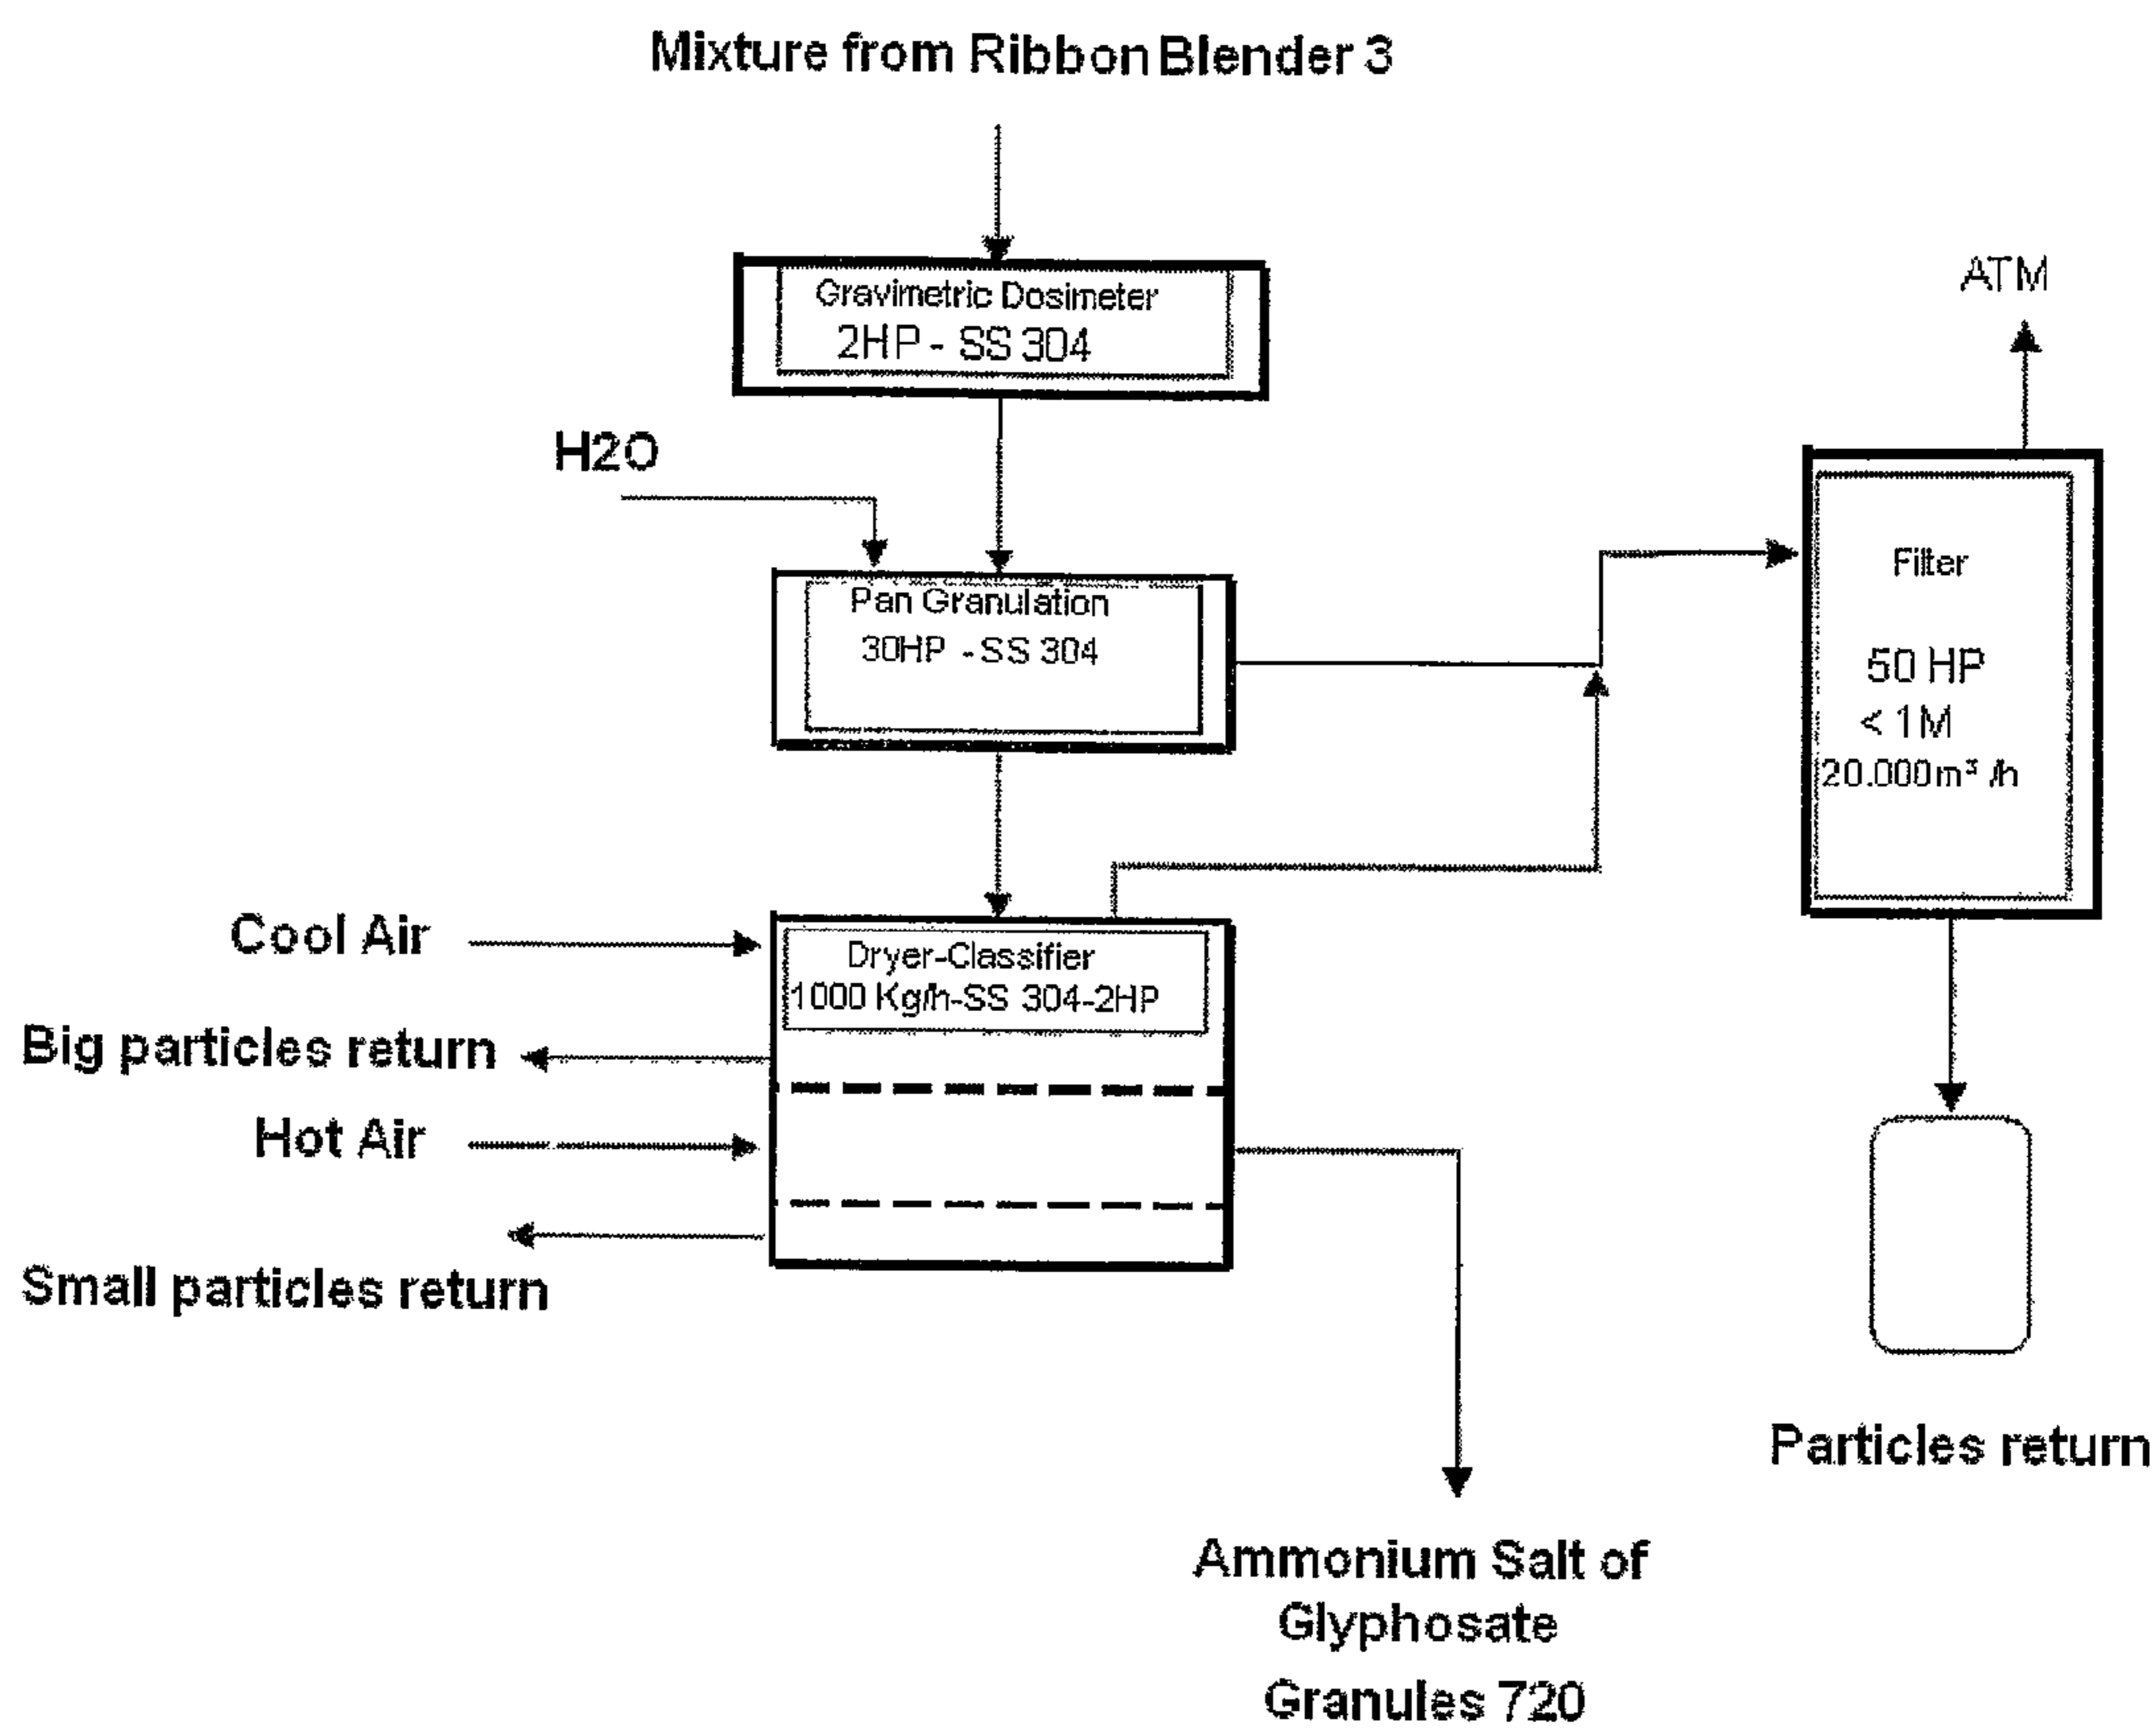 Mixture from Ribbon Blender 3
Gravimetric Dosimeter
2HP - SS 304
ATM
H2O
Pan Granulation
30HP - SS 304
Filter
50 HP
< 1M
20.000m³ /h
Cool Air
Dryer-Classifier
1000 Kg/h-SS 304-2HP
Big particles return
Hot Air
Small particles return
Particles return
Ammonium Salt of
Glyphosate
Granules 720